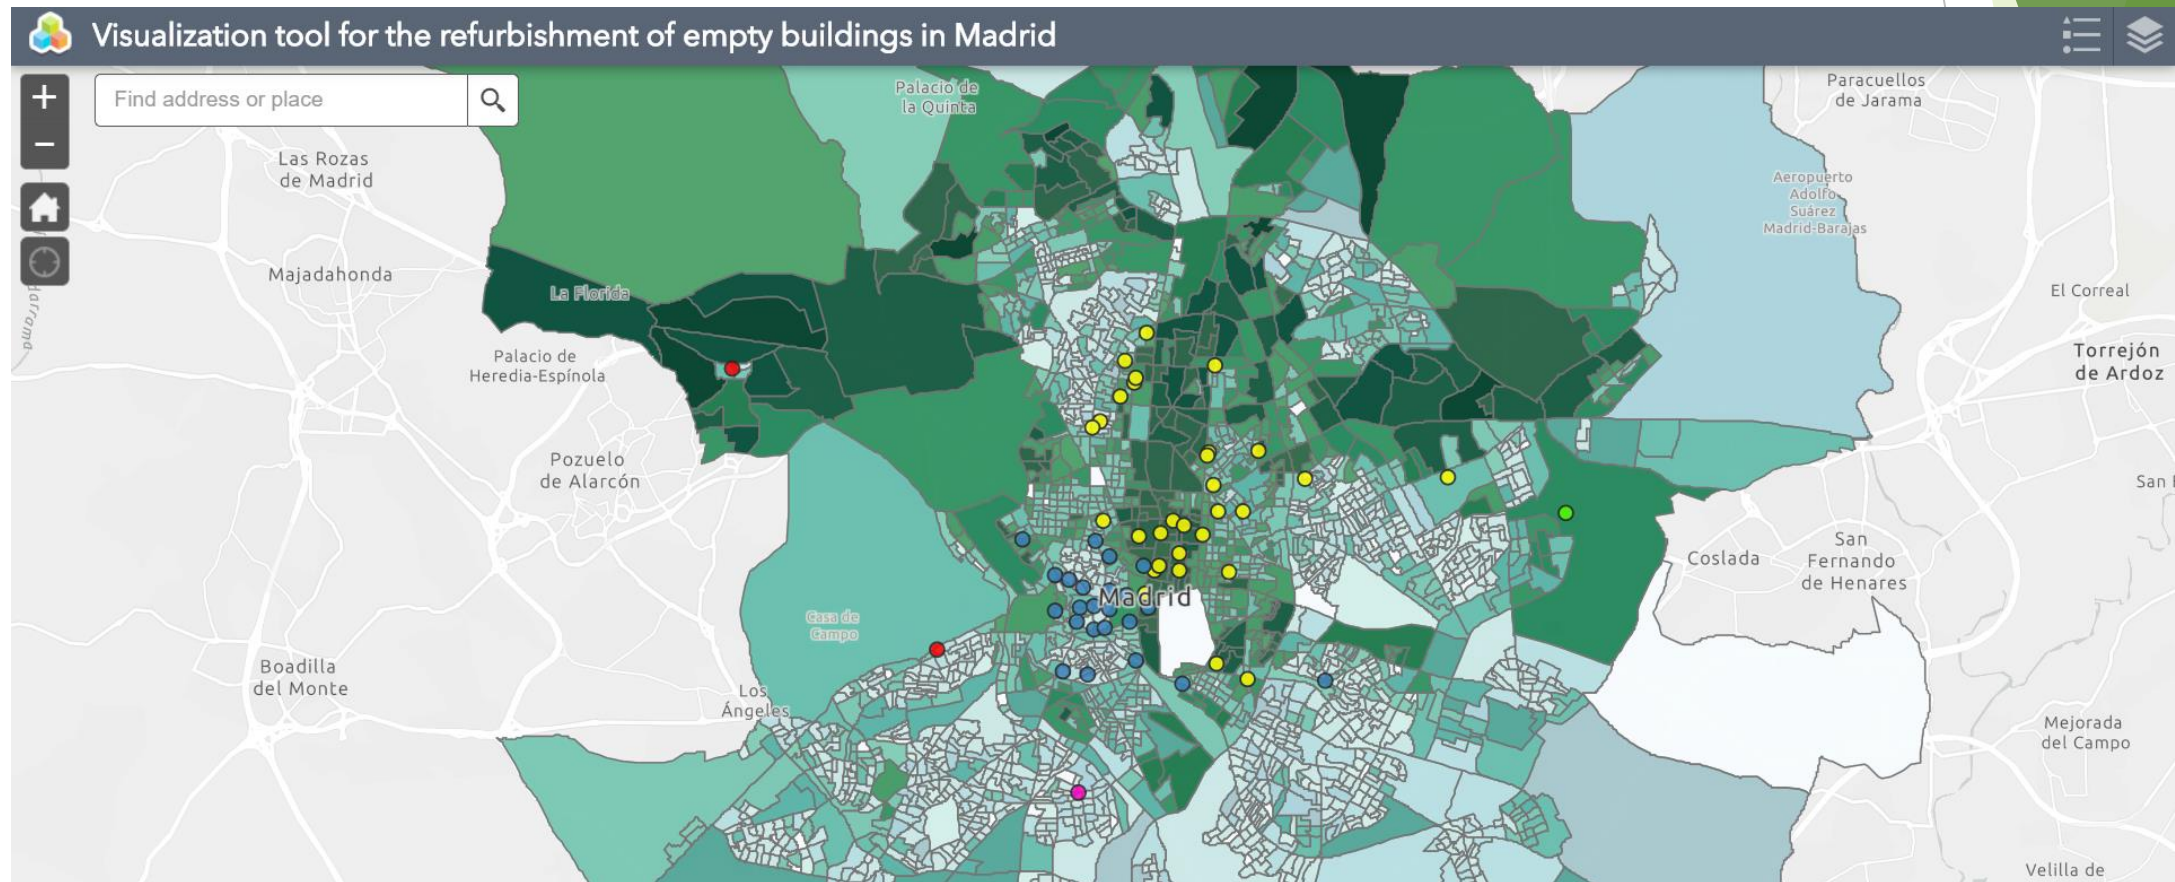 Visualization tool for the refurbishment of empty buildings in Madrid
+
Find address or place
−
Palacio de
la Quinta
Paracuellos
de Jarama
Las Rozas
de Madrid
Aeropuerto
Adolfo
Suárez
Madrid-Barajas
Majadahonda
La Florida
El Correal
Palacio de
Heredia-Espínola
Torrejón
de Ardoz
Pozuelo
de Alarcón
San
Coslada
San
Fernando
de Henares
Madrid
Casa de
Campo
Boadilla
del Monte
Los
Ángeles
Mejorada
del Campo
Velilla de